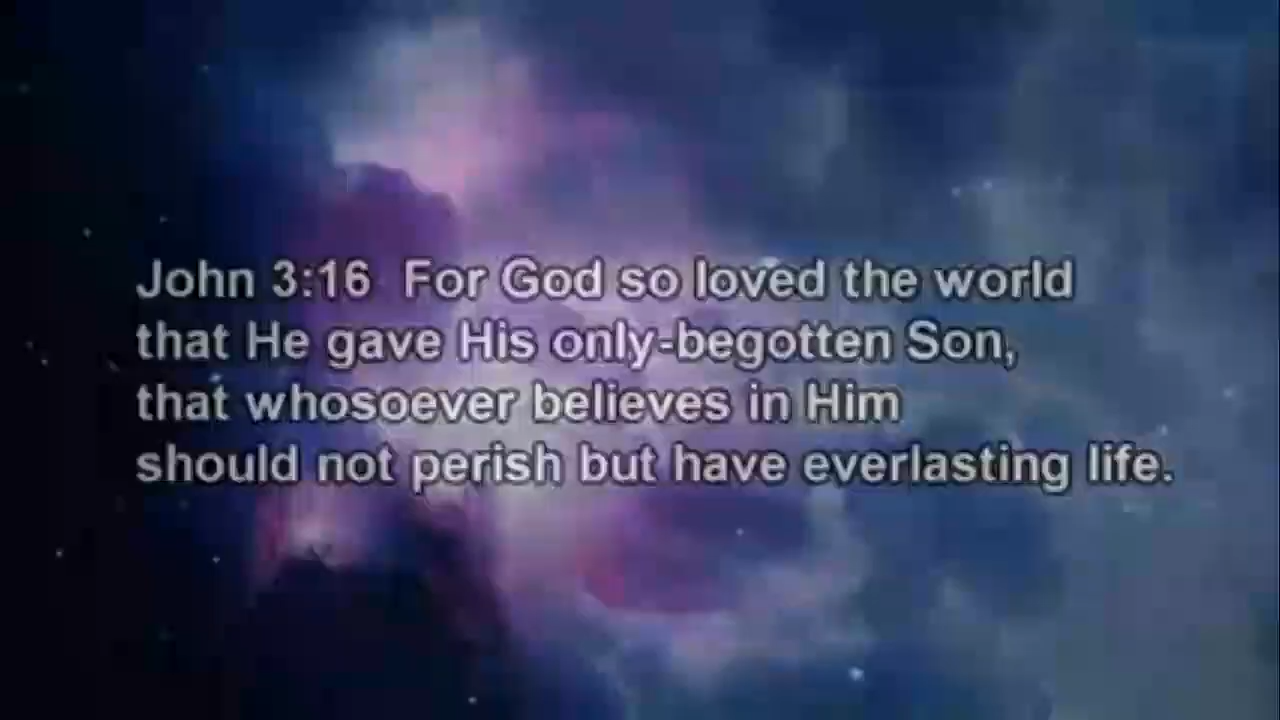 John 3:16  For God so loved the world
that He gave His only-begotten Son,
that whosoever believes in Him
should not perish but have everlasting life.